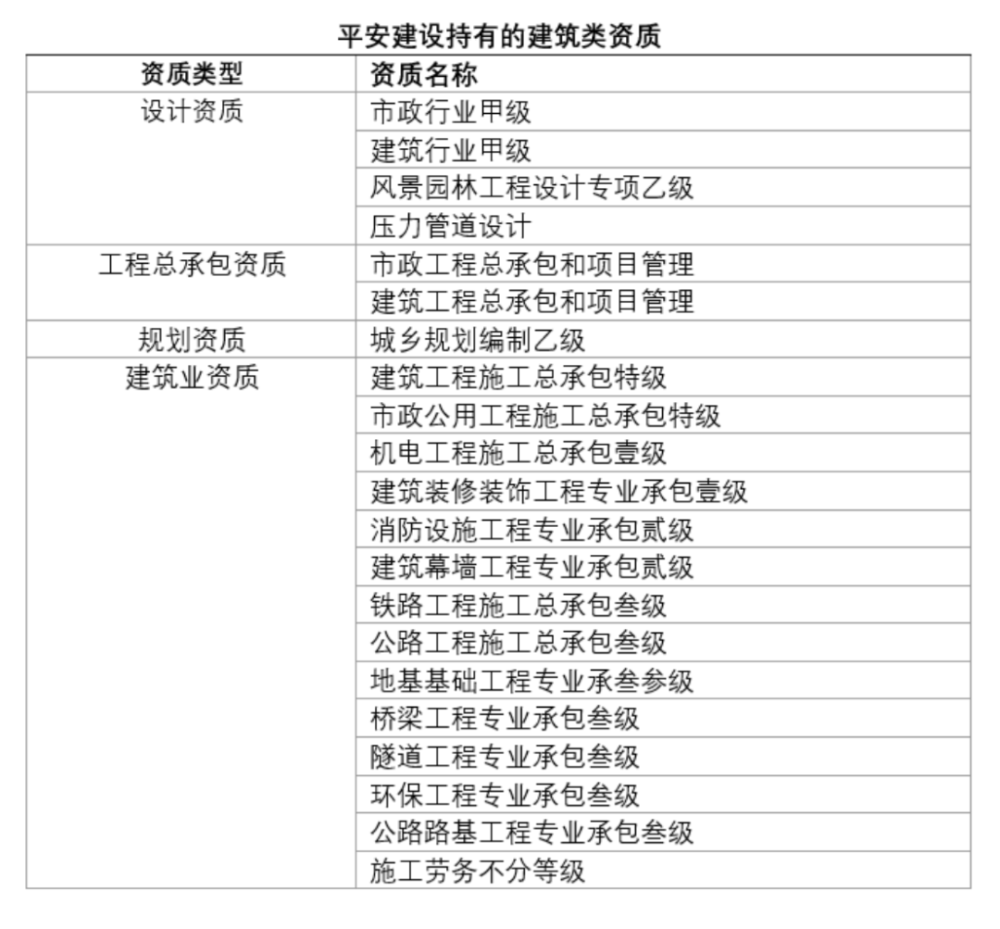 平安建设持有的建筑类资质
资质类型 资质名称
设计资质 市政行业甲级
建筑行业甲级
风景园林工程设计专项乙级
压力管道设计
工程总承包资质 市政工程总承包和项目管理
建筑工程总承包和项目管理
规划资质 城乡规划编制乙级
建筑业资质 建筑工程施工总承包特级
市政公用工程施工总承包特级
机电工程施工总承包壹级
建筑装修装饰工程专业承包壹级
消防设施工程专业承包贰级
建筑幕墙工程专业承包贰级
铁路工程施工总承包叁级
公路工程施工总承包叁级
地基基础工程专业承叁参级
桥梁工程专业承包叁级
隧道工程专业承包叁级
环保工程专业承包叁级
公路路基工程专业承包叁级
施工劳务不分等级